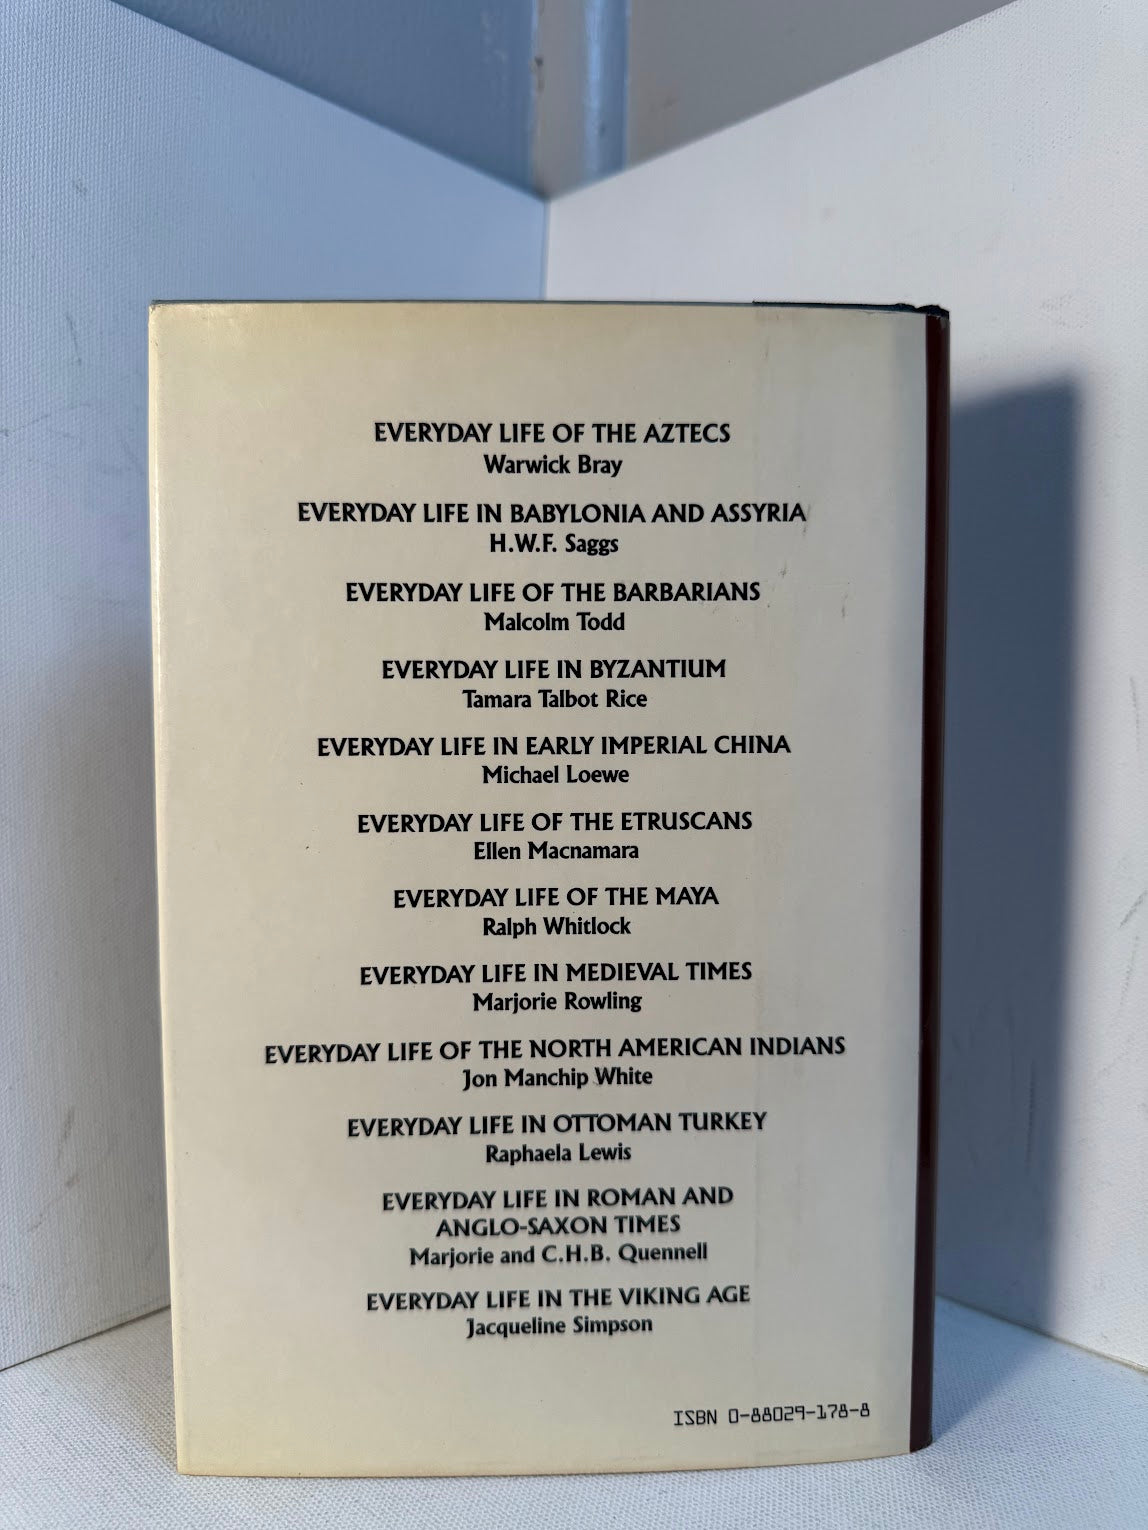 EVERYDAY LIFE OF THE AZTECS
Warwick Bray
EVERYDAY LIFE IN BABYLONIA AND ASSYRIA
H.W.F. Saggs
EVERYDAY LIFE OF THE BARBARIANS
Malcolm Todd
EVERYDAY LIFE IN BYZANTIUM
Tamara Talbot Rice
EVERYDAY LIFE IN EARLY IMPERIAL CHINA
Michael Loewe
EVERYDAY LIFE OF THE ETRUSCANS
Ellen Macnamara
EVERYDAY LIFE OF THE MAYA
Ralph Whitlock
EVERYDAY LIFE IN MEDIEVAL TIMES
Marjorie Rowling
EVERYDAY LIFE OF THE NORTH AMERICAN INDIANS
Jon Manchip White
EVERYDAY LIFE IN OTTOMAN TURKEY
Raphaela Lewis
EVERYDAY LIFE IN ROMAN AND
ANGLO-SAXON TIMES
Marjorie and C.H.B. Quennell
EVERYDAY LIFE IN THE VIKING AGE
Jacqueline Simpson
ISBN 0-88029-178-8